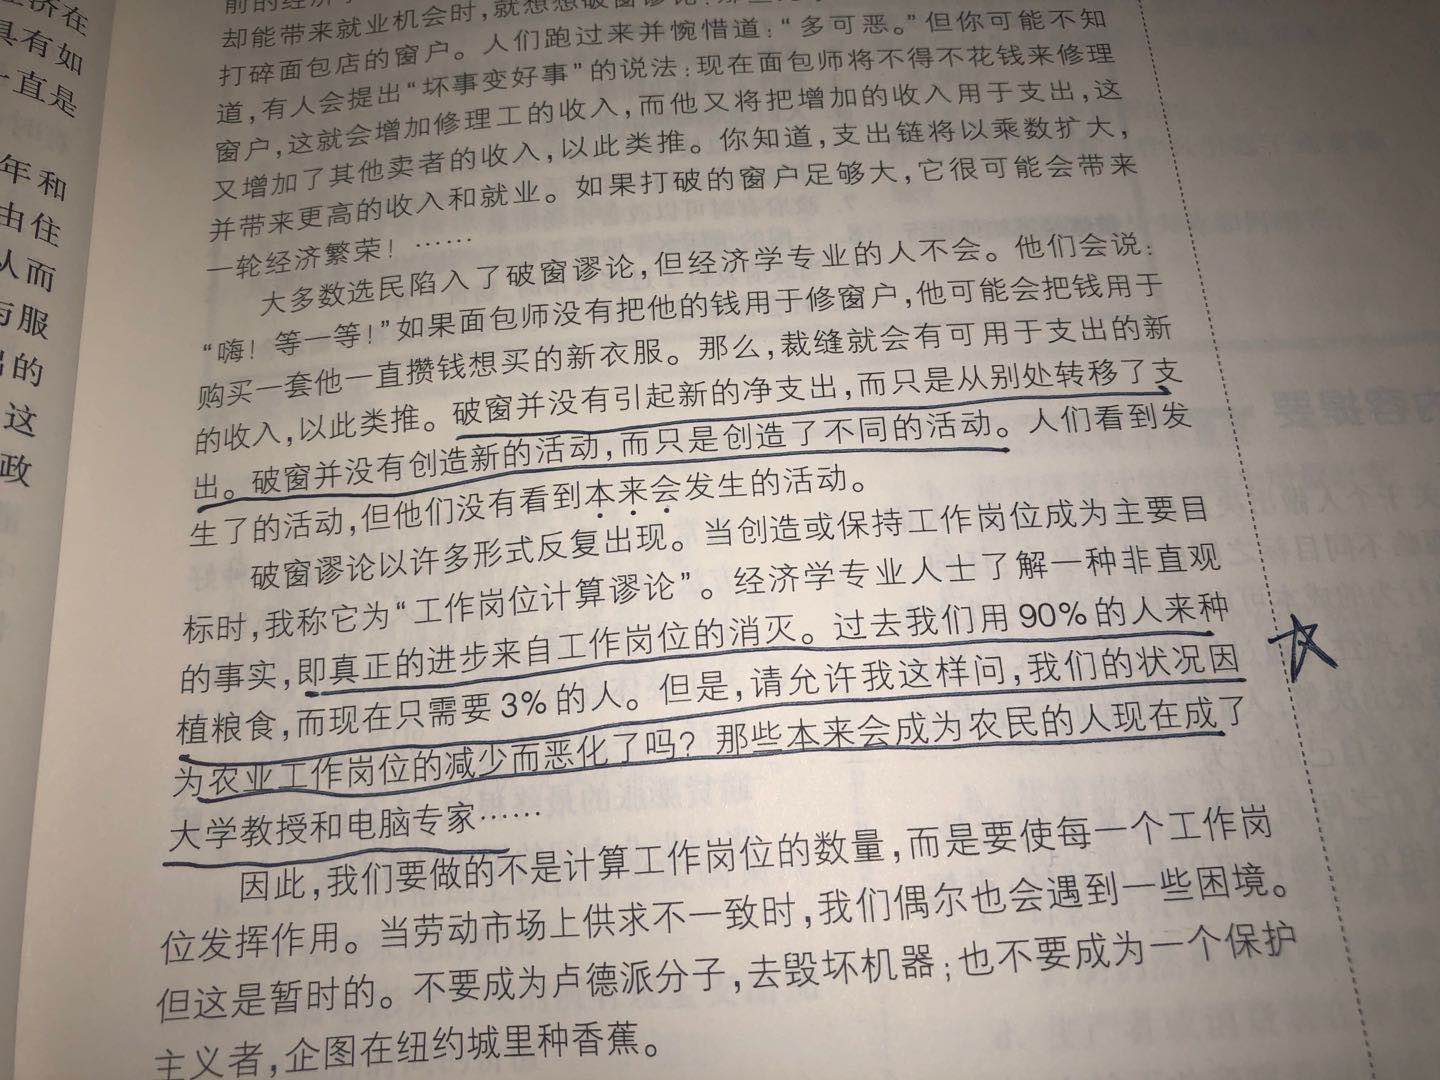 济在
具有如
一直是
年和
由住
人而
与服
出的
这
政
却能带来就业机会时，就想想破窗谬论
打碎面包店的窗户。人们跑过来并惋惜道：“多可恶。”但你可能不知
道，有人会提出“坏事变好事”的说法：现在面包师将不得不花钱来修理
窗户，这就会增加修理工的收入，而他又将把增加的收入用于支出，这
又增加了其他卖者的收入，以此类推。你知道，支出链将以乘数扩大，
并带来更高的收入和就业。如果打破的窗户足够大，它很可能会带来
一轮经济繁荣！……
大多数选民陷入了破窗谬论，但经济学专业的人不会。他们会说：
“嗨！等一等！”如果面包师没有把他的钱用于修窗户，他可能会把钱用于
购买一套他一直攒钱想买的新衣服。那么，裁缝就会有可用于支出的新
的收入，以此类推。破窗并没有引起新的净支出，而只是从别处转移了支
出。破窗并没有创造新的活动，而只是创造了不同的活动。人们看到发
生了的活动，但他们没有看到本来会发生的活动。
破窗谬论以许多形式反复出现。当创造或保持工作岗位成为主要目
标时，我称它为“工作岗位计算谬论”。经济学专业人士了解一种非直观
的事实，即真正的进步来自工作岗位的消灭。过去我们用90%的人来种
植粮食，而现在只需要3%的人。但是，请允许我这样问，我们的状况因
为农业工作岗位的减少而恶化了吗？那些本来会成为农民的人现在成了
大学教授和电脑专家……
因此，我们要做的不是计算工作岗位的数量，而是要使每一个工作岗
位发挥作用。当劳动市场上供求不一致时，我们偶尔也会遇到一些困境。
但这是暂时的。不要成为卢德派分子，去毁坏机器；也不要成为一个保护
主义者，企图在纽约城里种香蕉。